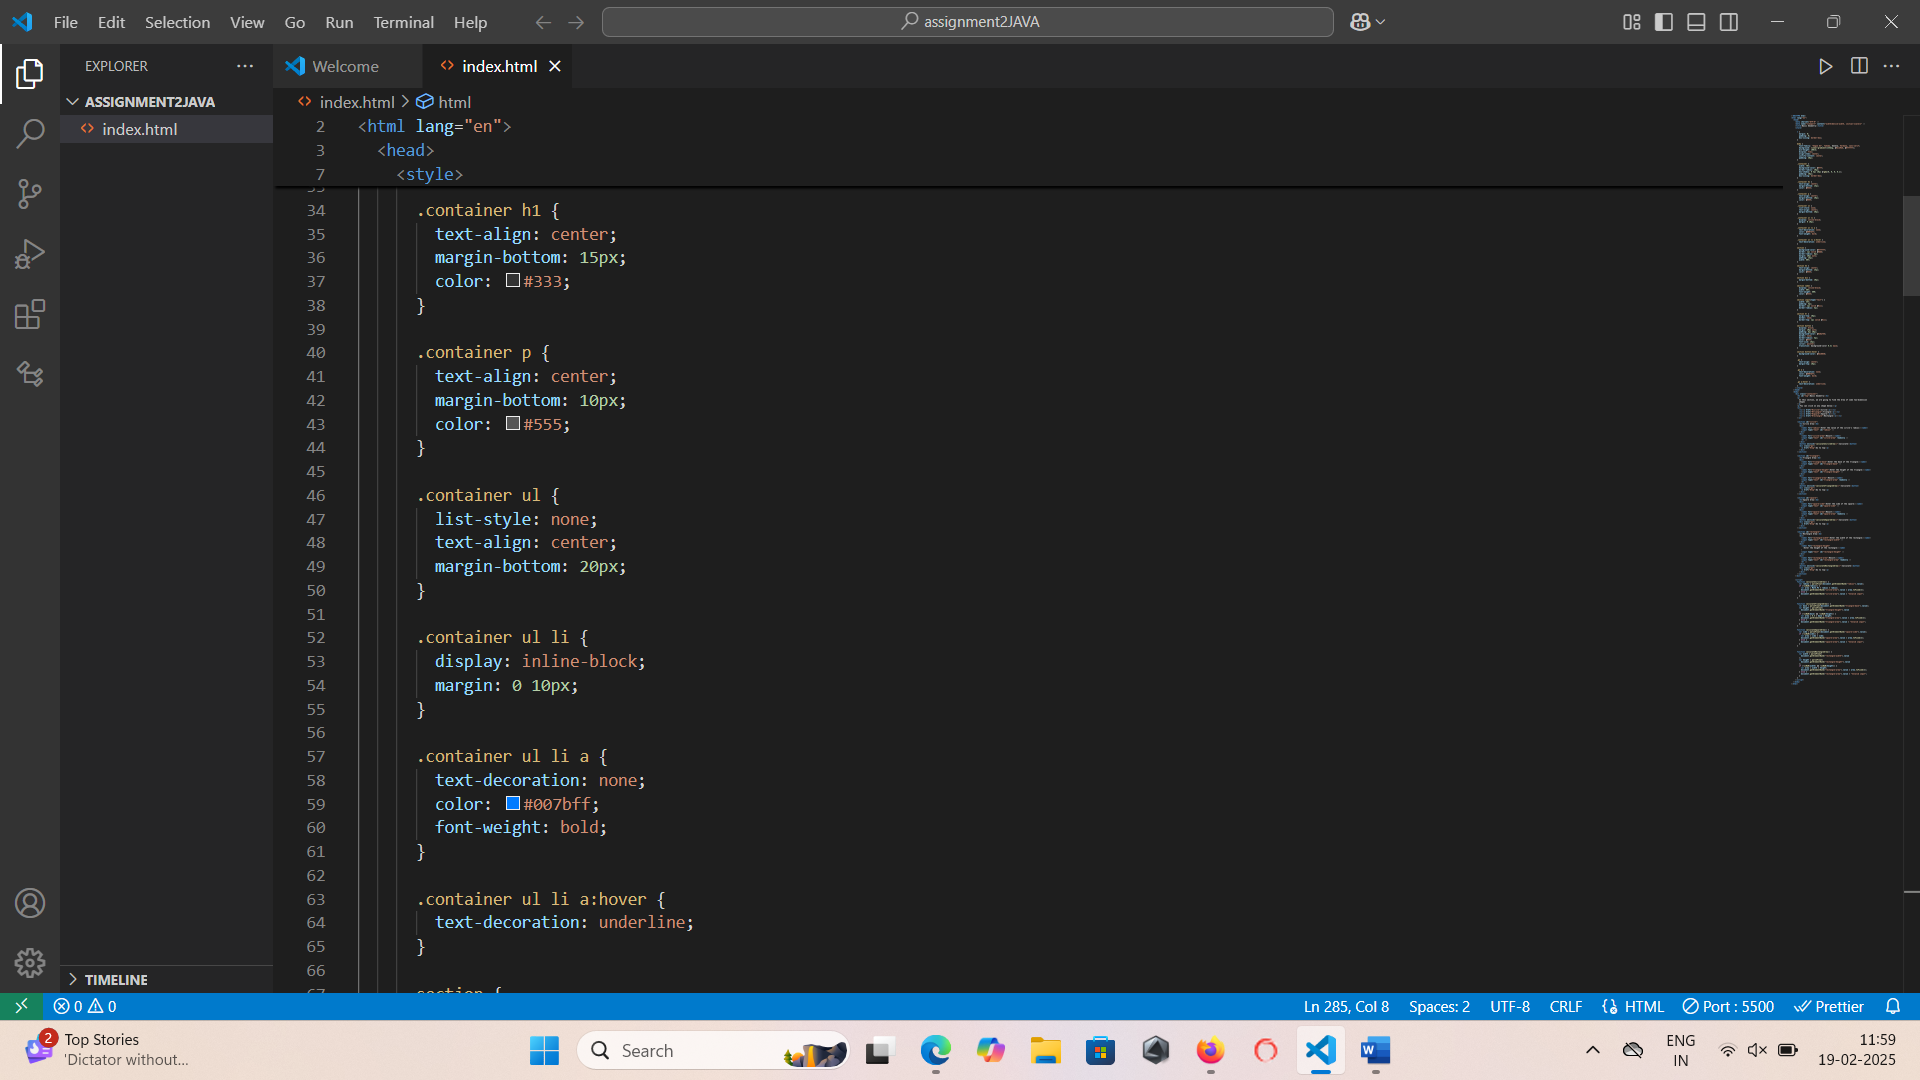 File Edit Selection View Go Run Terminal Help
assignment2JAVA
EXPLORER
Welcome
index.html
ASSIGNMENT2JAVA
index.html
index.html > html
2 <html lang="en">
3 <head>
7 <style>
34 .container h1 {
35 text-align: center;
36 margin-bottom: 15px;
37 color: #333;
38 }
39
40 .container p {
41 text-align: center;
42 margin-bottom: 10px;
43 color: #555;
44 }
45
46 .container ul {
47 list-style: none;
48 text-align: center;
49 margin-bottom: 20px;
50 }
51
52 .container ul li {
53 display: inline-block;
54 margin: 0 10px;
55 }
56
57 .container ul li a {
58 text-decoration: none;
59 color: #007bff;
60 font-weight: bold;
61 }
62
63 .container ul li a:hover {
64 text-decoration: underline;
65 }
66
TIMELINE
0 0
Ln 285, Col 8 Spaces: 2 UTF-8 CRLF HTML Port : 5500 Prettier
2
Top Stories
'Dictator without...
Search
ENG
IN
11:59
19-02-2025